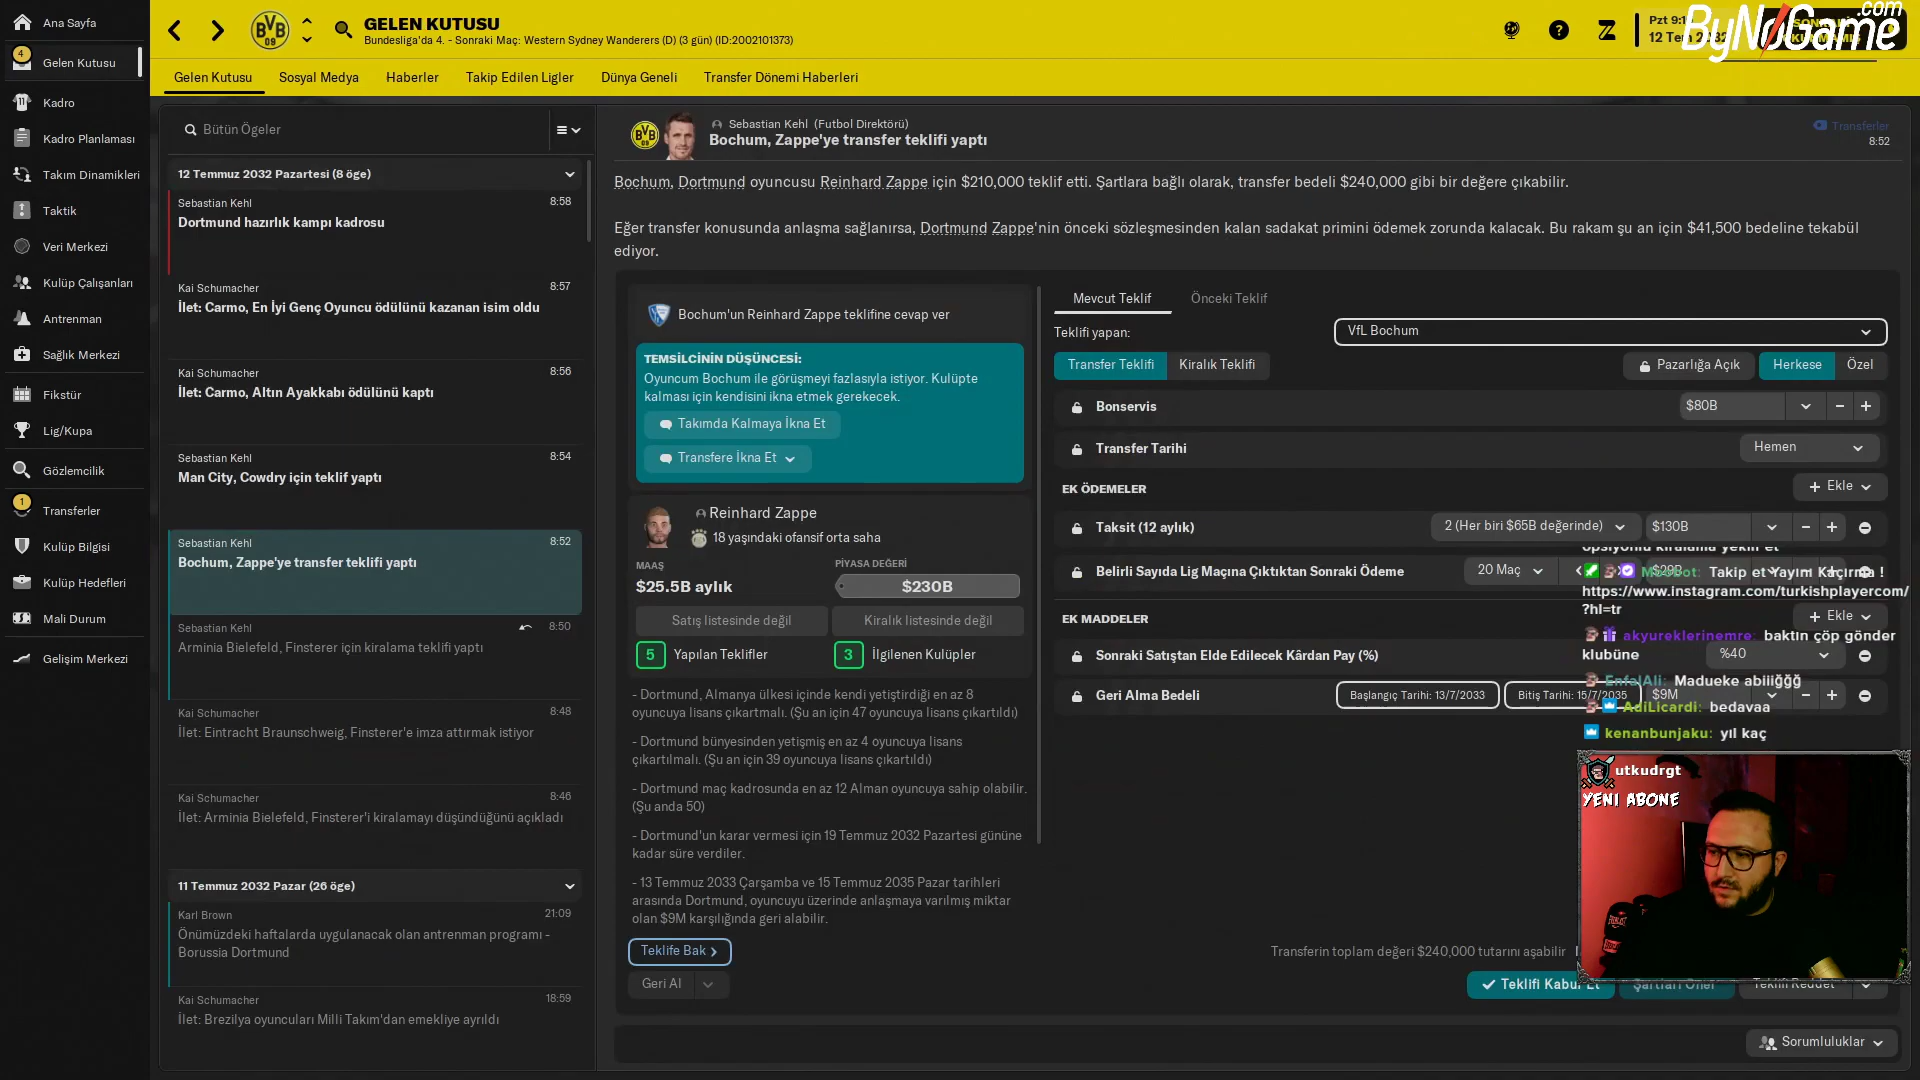 Ana Sayfa
4
Gelen Kutusu
Kadro
Kadro Planlaması
Takım Dinamikleri
Taktik
Veri Merkezi
Kulüp Çalışanları
Antrenman
Sağlık Merkezi
Fikstür
Lig/Kupa
Gözlemcilik
1
Transferler
Kulüp Bilgisi
Kulüp Hedefleri
Mali Durum
Gelişim Merkezi
BVB
09
GELEN KUTUSU
Bundesliga'da 4. - Sonraki Maç: Western Sydney Wanderers (D) (3 gün) (ID:2002101373)
ByNoGame
.com
Gelen Kutusu
Sosyal Medya
Haberler
Takip Edilen Ligler
Dünya Geneli
Transfer Dönemi Haberleri
Bütün Ögeler
12 Temmuz 2032 Pazartesi (8 öge)
Sebastian Kehl 8:58
Dortmund hazırlık kampı kadrosu
Kai Schumacher 8:57
İlet: Carmo, En İyi Genç Oyuncu ödülünü kazanan isim oldu
Kai Schumacher 8:56
İlet: Carmo, Altın Ayakkabı ödülünü kaptı
Sebastian Kehl 8:54
Man City, Cowdry için teklif yaptı
Sebastian Kehl 8:52
Bochum, Zappe'ye transfer teklifi yaptı
Sebastian Kehl 8:50
Arminia Bielefeld, Finsterer için kiralama teklifi yaptı
Kai Schumacher 8:48
İlet: Eintracht Braunschweig, Finsterer'e imza attırmak istiyor
Kai Schumacher 8:46
İlet: Arminia Bielefeld, Finsterer'i kiralamayı düşündüğünü açıkladı
11 Temmuz 2032 Pazar (26 öge)
Karl Brown 21:09
Önümüzdeki haftalarda uygulanacak olan antrenman programı -
Borussia Dortmund
Kai Schumacher 18:59
İlet: Brezilya oyuncuları Milli Takım'dan emekliye ayrıldı
Sebastian Kehl (Futbol Direktörü)
Bochum, Zappe'ye transfer teklifi yaptı
Transferler
8:52
Bochum, Dortmund oyuncusu Reinhard Zappe için $210,000 teklif etti. Şartlara bağlı olarak, transfer bedeli $240,000 gibi bir değere çıkabilir.
Eğer transfer konusunda anlaşma sağlanırsa, Dortmund Zappe'nin önceki sözleşmesinden kalan sadakat primini ödemek zorunda kalacak. Bu rakam şu an için $41,500 bedeline tekabül
ediyor.
Bochum'un Reinhard Zappe teklifine cevap ver
TEMSİLCİNİN DÜŞÜNCESİ:
Oyuncum Bochum ile görüşmeyi fazlasıyla istiyor. Kulüpte
kalması için kendisini ikna etmek gerekecek.
Takımda Kalmaya İkna Et
Transfere İkna Et
Reinhard Zappe
18 yaşındaki ofansif orta saha
MAAŞ
$25.5B aylık
PİYASA DEĞERİ
$230B
Satış listesinde değil
Kiralık listesinde değil
5 Yapılan Teklifler
3 İlgilenen Kulüpler
- Dortmund, Almanya ülkesi içinde kendi yetiştirdiği en az 8
oyuncuya lisans çıkartmalı. (Şu an için 47 oyuncuya lisans çıkartıldı)
- Dortmund bünyesinden yetişmiş en az 4 oyuncuya lisans
çıkartılmalı. (Şu an için 39 oyuncuya lisans çıkartıldı)
- Dortmund maç kadrosunda en az 12 Alman oyuncuya sahip olabilir.
(Şu anda 50)
- Dortmund'un karar vermesi için 19 Temmuz 2032 Pazartesi gününe
kadar süre verdiler.
- 13 Temmuz 2033 Çarşamba ve 15 Temmuz 2035 Pazar tarihleri
arasında Dortmund, oyuncuyu üzerinde anlaşmaya varılmış miktar
olan $9M karşılığında geri alabilir.
Teklife Bak
Geri Al
Mevcut Teklif
Önceki Teklif
Teklifi yapan: VfL Bochum
Transfer Teklifi
Kiralık Teklifi
Pazarlığa Açık
Herkese
Özel
Bonservis $80B
Transfer Tarihi Hemen
EK ÖDEMELER + Ekle
Taksit (12 aylık) 2 (Her biri $65B değerinde) $130B
Belirli Sayıda Lig Maçına Çıktıktan Sonraki Ödeme 20 Maç
EK MADDELER + Ekle
Sonraki Satıştan Elde Edilecek Kârdan Pay (%) %40
Geri Alma Bedeli Başlangıç Tarihi: 13/7/2033 Bitiş Tarihi: 15/7/2035 $9M
Takip et Yayını Kaçırma !
https://www.instagram.com/turkishplayercom/
?hl=tr
akyureklerinemre: baktın çöp gönder
klubüne
EnfalAli: Madueke abiiğğğ
AdiLicardi: bedavaa
kenanbunjaku: yıl kaç
utkudrgt
YENI ABONE
Transferin toplam değeri $240,000 tutarını aşabilir
Teklifi Kabul Et
Şartları Öner
Teklifi Reddet
Sorumluluklar